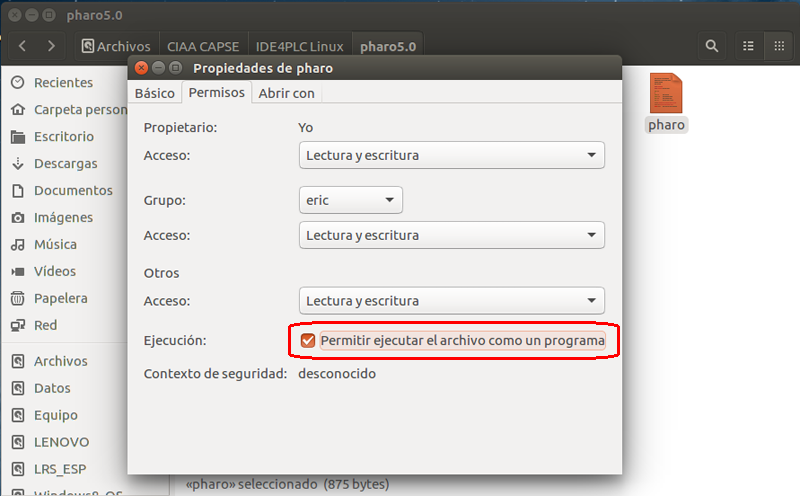 pharo5.0
Archivos CIAA CAPSE IDE4PLC Linux pharo5.0
Propiedades de pharo
Básico Permisos Abrir con
Propietario: Yo
Acceso: Lectura y escritura
Grupo: eric
Acceso: Lectura y escritura
Otros
Acceso: Lectura y escritura
Ejecución: Permitir ejecutar el archivo como un programa
Contexto de seguridad: desconocido
Recientes
Carpeta person
Escritorio
Descargas
Documentos
Imágenes
Música
Vídeos
Papelera
Red
Archivos
Datos
Equipo
LENOVO
LRS_ESP
Windows8_OS
pharo
«pharo» seleccionado (875 bytes)